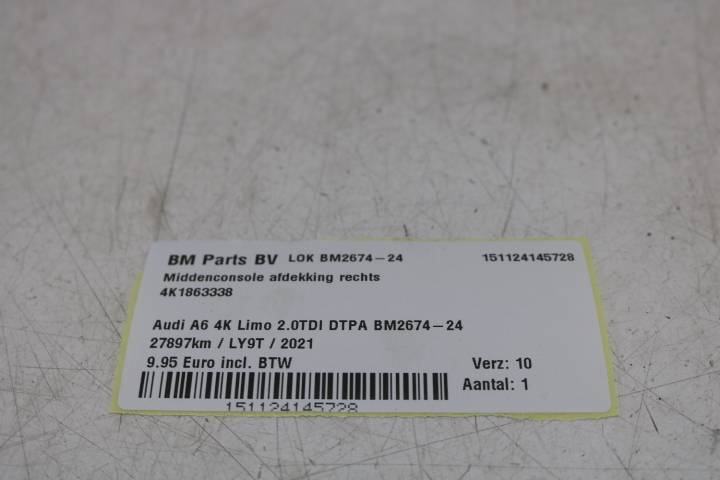 BM Parts BV LOK BM2674-24 151124145728
Middenconsole afdekking rechts
4K1863338
Audi A6 4K Limo 2.0TDI DTPA BM2674-24
27897km / LY9T / 2021
9.95 Euro incl. BTW Verz: 10
Aantal: 1
151124145728